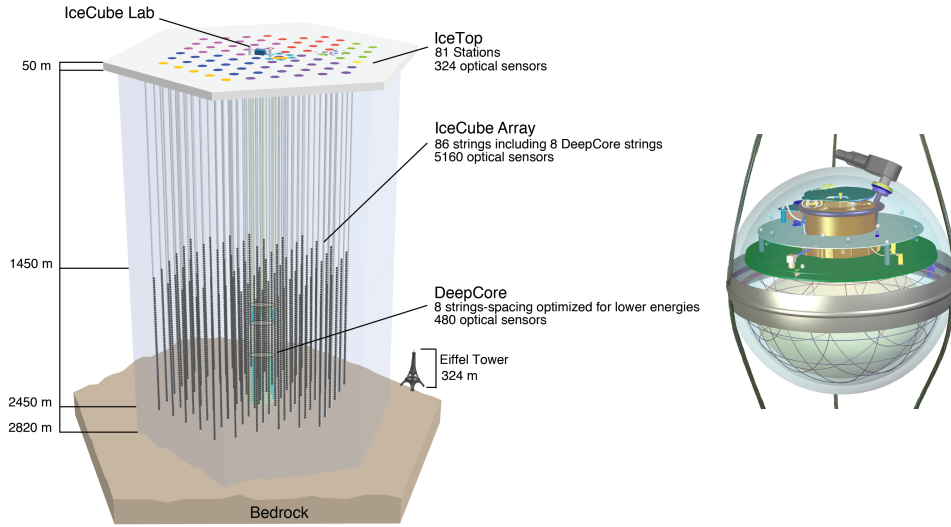 IceCube Lab
IceTop
81 Stations
324 optical sensors
50 m
IceCube Array
86 strings including 8 DeepCore strings
5160 optical sensors
1450 m
DeepCore
8 strings-spacing optimized for lower energies
480 optical sensors
Eiffel Tower
324 m
2450 m
2820 m
Bedrock